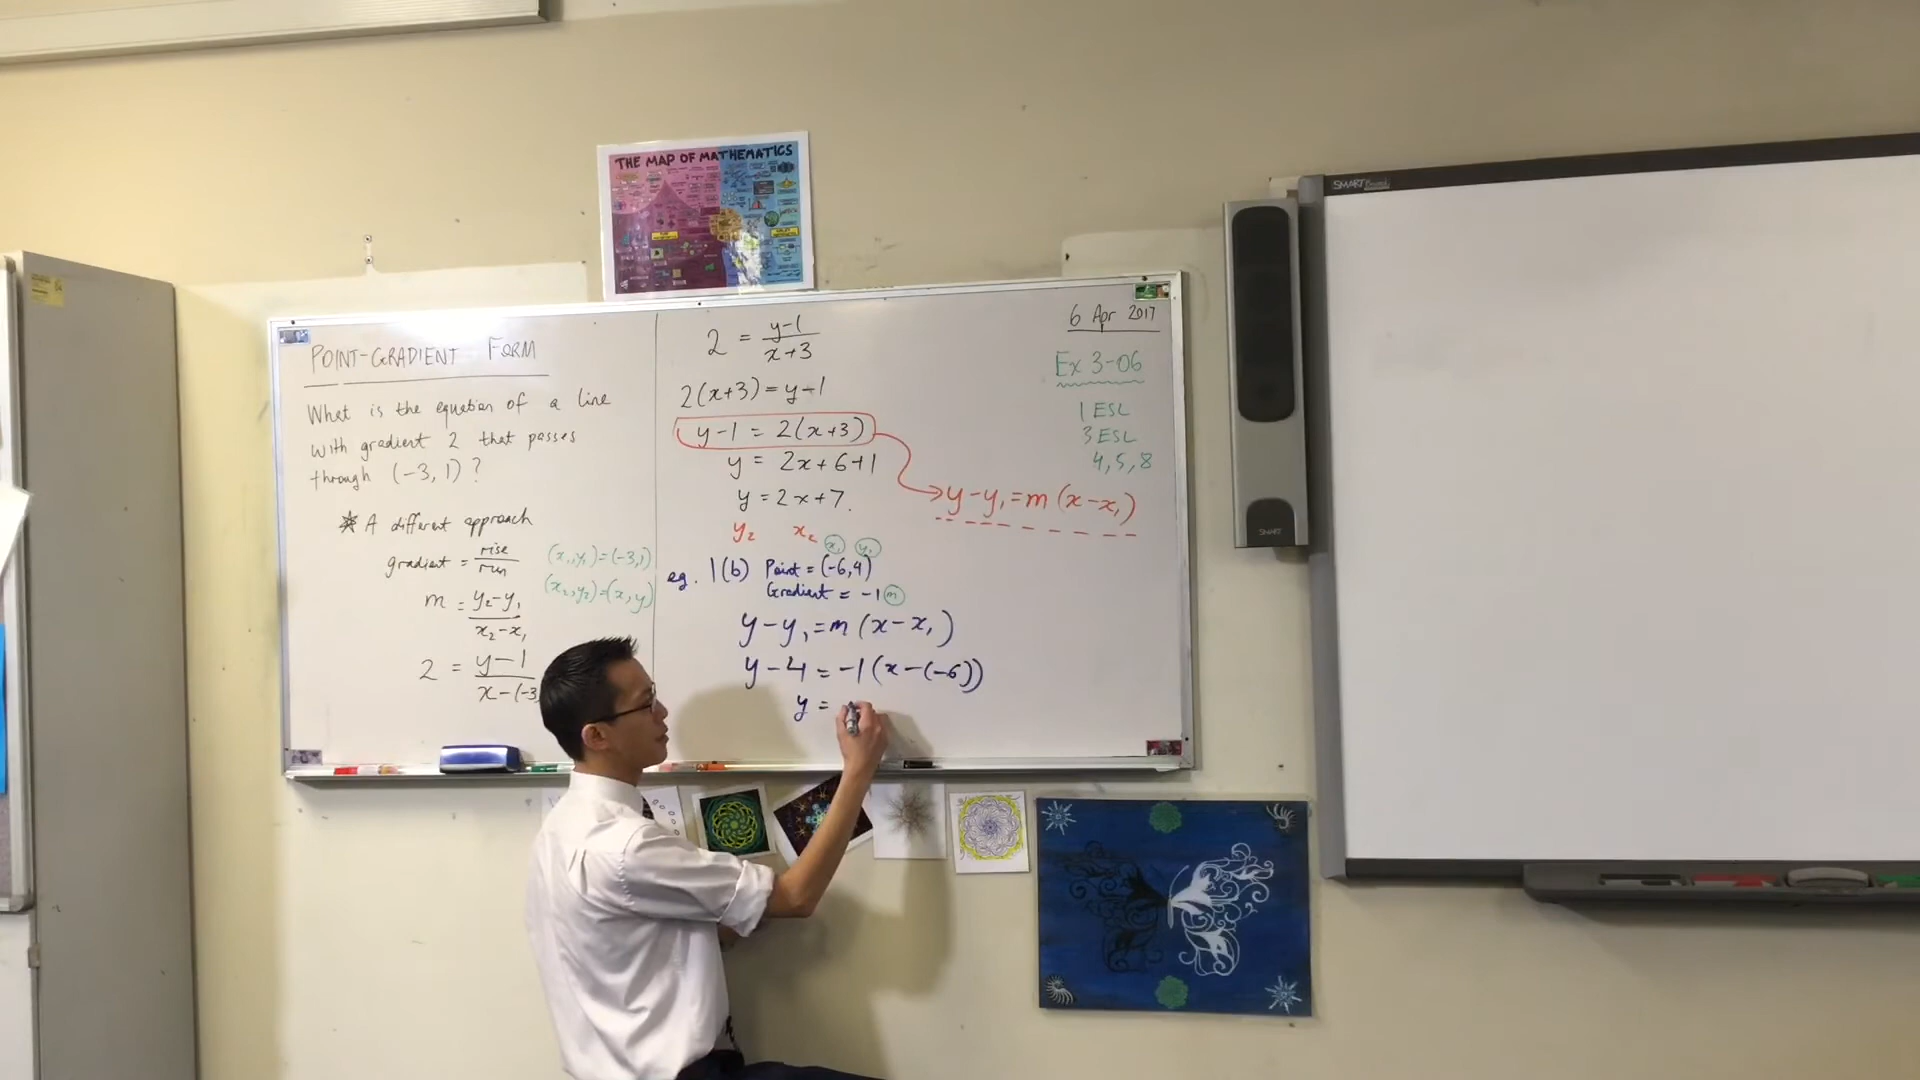 THE MAP OF MATHEMATICS
SMART Board
POINT-GRADIENT FORM
What is the equation of a line
with gradient 2 that passes
through (-3, 1)?
* A different approach
gradient = rise/run
(x₁, y₁) = (-3, 1)
(x₂, y₂) = (x, y)
m = y₂-y₁/x₂-x₁
2 = y-1/x-(-3
2 = y-1/x+3
2(x+3) = y-1
y-1 = 2(x+3)
y = 2x+6+1
y = 2x+7.
y₂ x₂
y-y₁ = m(x-x₁)
x₁ y₁
eg. 1(b) Point = (-6, 4)
Gradient = -1 m
y-y₁ = m(x-x₁)
y-4 = -1(x-(-6))
y =
6 Apr 2017
Ex 3-06
1 ESL
3 ESL
4, 5, 8
SMART